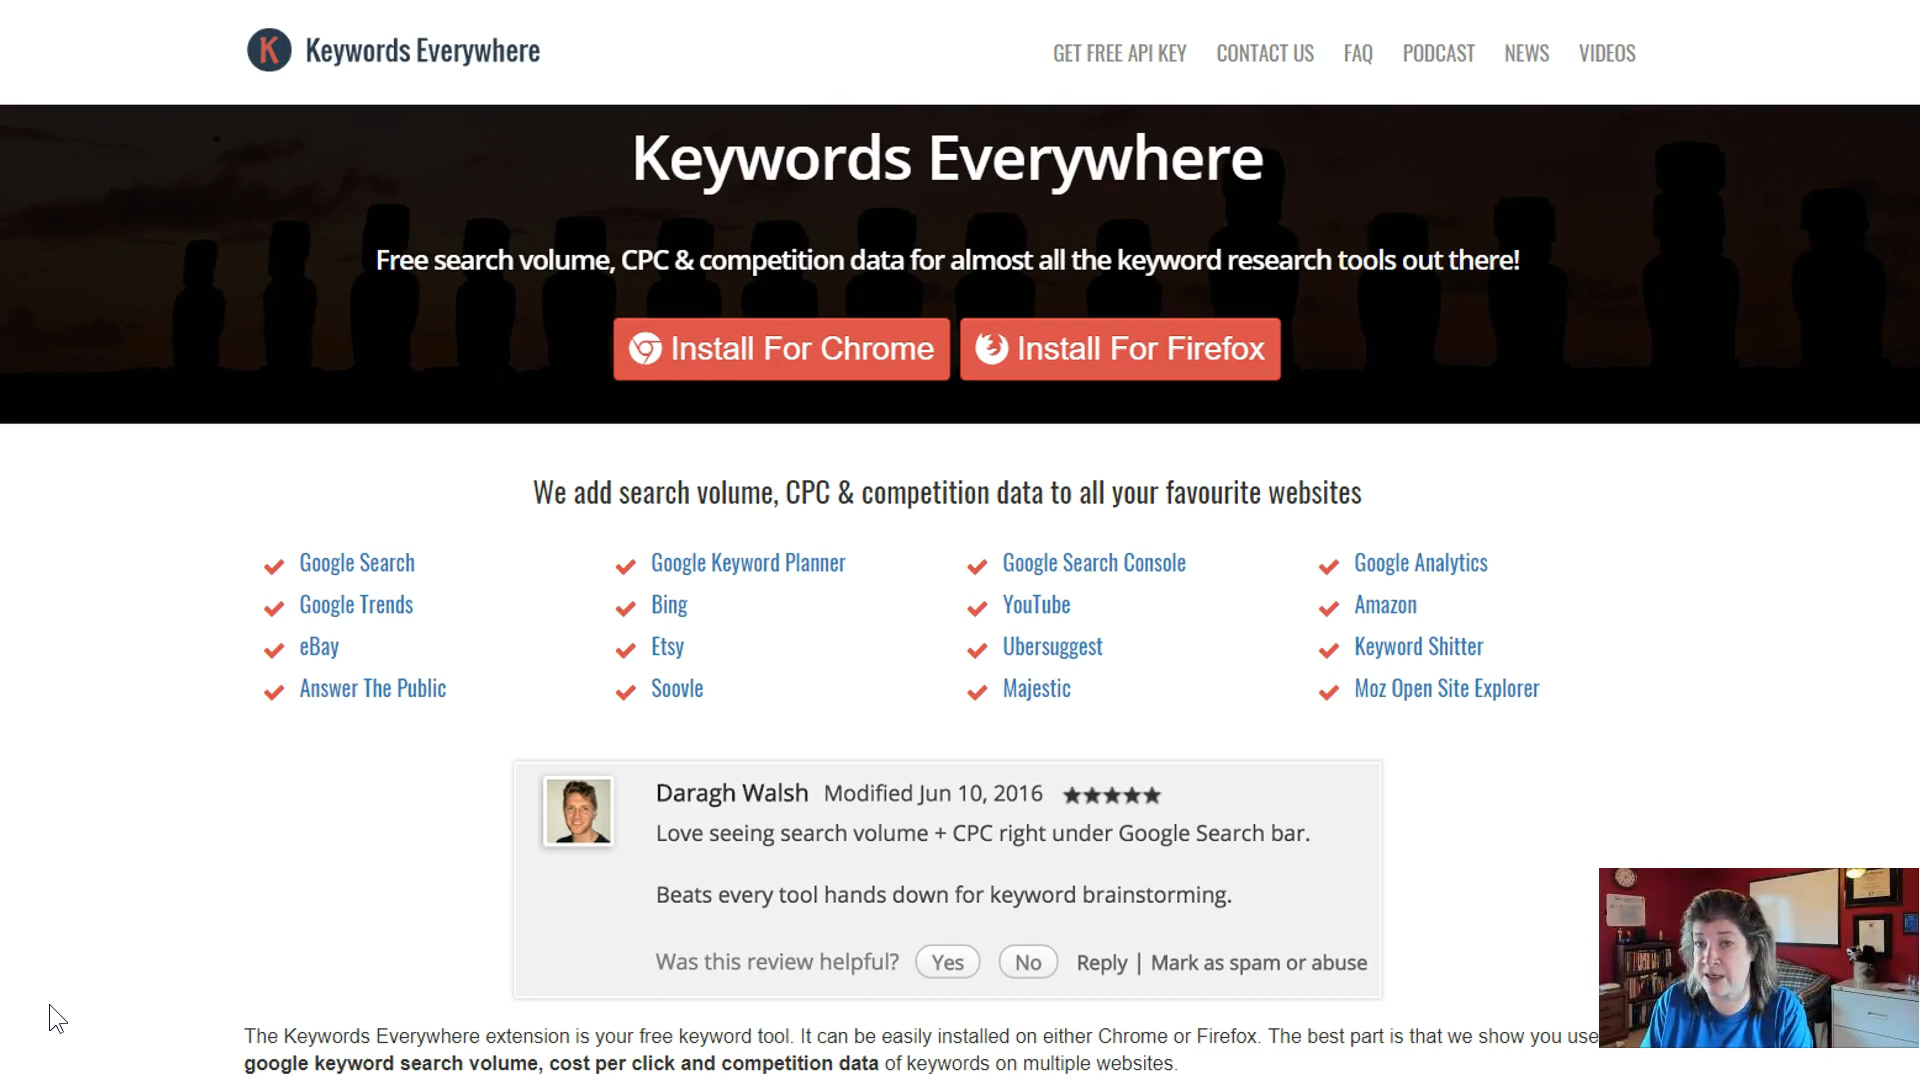 K Keywords Everywhere
GET FREE API KEY CONTACT US FAQ PODCAST NEWS VIDEOS
Keywords Everywhere
Free search volume, CPC & competition data for almost all the keyword research tools out there!
Install For Chrome Install For Firefox
We add search volume, CPC & competition data to all your favourite websites
Google Search Google Keyword Planner Google Search Console Google Analytics
Google Trends Bing YouTube Amazon
eBay Etsy Ubersuggest Keyword Shitter
Answer The Public Soovle Majestic Moz Open Site Explorer
Daragh Walsh Modified Jun 10, 2016
Love seeing search volume + CPC right under Google Search bar.
Beats every tool hands down for keyword brainstorming.
Was this review helpful? Yes No Reply | Mark as spam or abuse
The Keywords Everywhere extension is your free keyword tool. It can be easily installed on either Chrome or Firefox. The best part is that we show you use
google keyword search volume, cost per click and competition data of keywords on multiple websites.